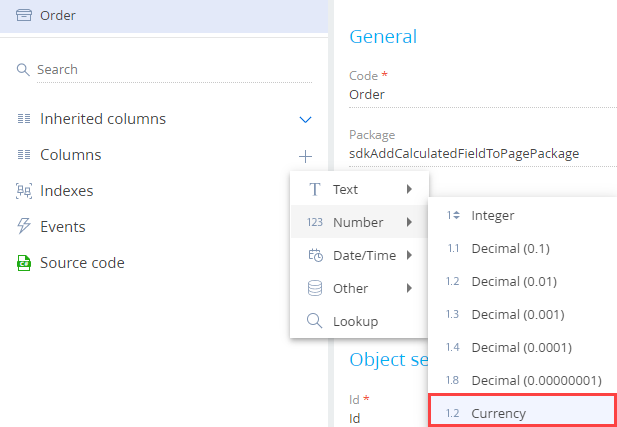 Order
Search
Inherited columns
Columns
Indexes
Events
C#
Source code
General
Code *
Order
Package
sdkAddCalculatedFieldToPagePackage
T Text
123 Number
Date/Time
Other
Lookup
1 Integer
1.1 Decimal (0.1)
1.2 Decimal (0.01)
1.3 Decimal (0.001)
1.4 Decimal (0.0001)
1.8 Decimal (0.00000001)
1.2 Currency
Object se
Id *
Id